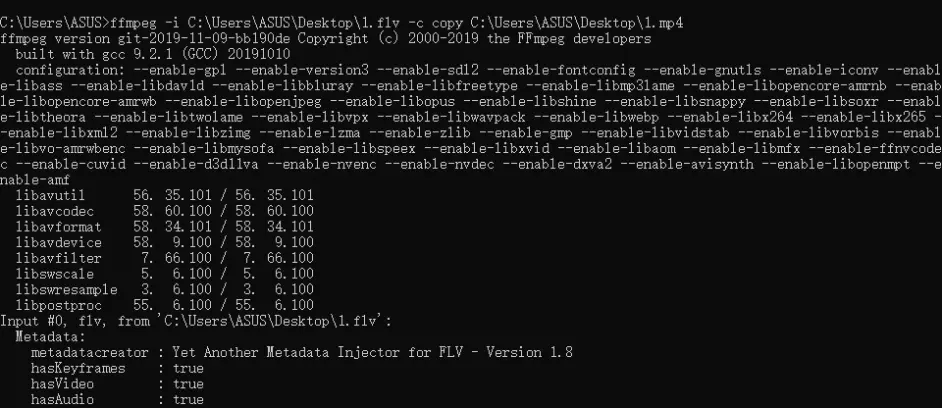 C:\Users\ASUS>ffmpeg -i C:\Users\ASUS\Desktop\1.flv -c copy C:\Users\ASUS\Desktop\1.mp4
ffmpeg version git-2019-11-09-bb190de Copyright (c) 2000-2019 the FFmpeg developers
  built with gcc 9.2.1 (GCC) 20191010
  configuration: --enable-gpl --enable-version3 --enable-sdl2 --enable-fontconfig --enable-gnutls --enable-iconv --enabl
e-libass --enable-libdav1d --enable-libbluray --enable-libfreetype --enable-libmp3lame --enable-libopencore-amrnb --enab
le-libopencore-amrwb --enable-libopenjpeg --enable-libopus --enable-libshine --enable-libsnappy --enable-libsoxr --enabl
e-libtheora --enable-libtwolame --enable-libvpx --enable-libwavpack --enable-libwebp --enable-libx264 --enable-libx265 -
-enable-libxml2 --enable-libzimg --enable-lzma --enable-zlib --enable-gmp --enable-libvidstab --enable-libvorbis --enabl
e-libvo-amrwbenc --enable-libmysofa --enable-libspeex --enable-libxvid --enable-libaom --enable-libmfx --enable-ffnvcode
c --enable-cuvid --enable-d3d11va --enable-nvenc --enable-nvdec --enable-dxva2 --enable-avisynth --enable-libopenmpt --e
nable-amf
  libavutil      56. 35.101 / 56. 35.101
  libavcodec     58. 60.100 / 58. 60.100
  libavformat    58. 34.101 / 58. 34.101
  libavdevice    58.  9.100 / 58.  9.100
  libavfilter     7. 66.100 /  7. 66.100
  libswscale      5.  6.100 /  5.  6.100
  libswresample   3.  6.100 /  3.  6.100
  libpostproc    55.  6.100 / 55.  6.100
Input #0, flv, from 'C:\Users\ASUS\Desktop\1.flv':
  Metadata:
    metadatacreator : Yet Another Metadata Injector for FLV - Version 1.8
    hasKeyframes    : true
    hasVideo        : true
    hasAudio        : true